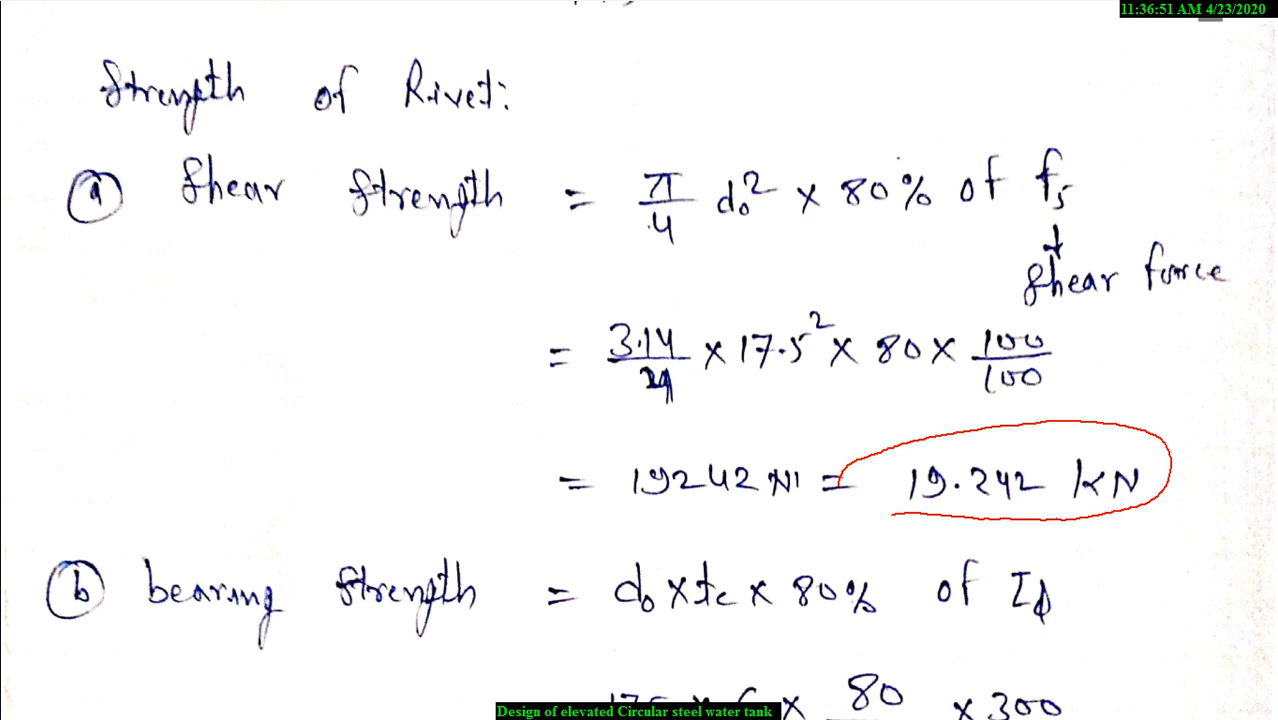 11:36:51 AM 4/23/2020
Strength of Rivet:
(a) Shear Strength = π/4 d₀² × 80% of fs
↓
Shear force
= 3.14/4 × 17.5² × 80 × 100/100
= 19242 N = 19.242 kN
(b) bearing Strength = d₀ × tc × 80% of
× 80 × 300
Design of elevated Circular steel water tank